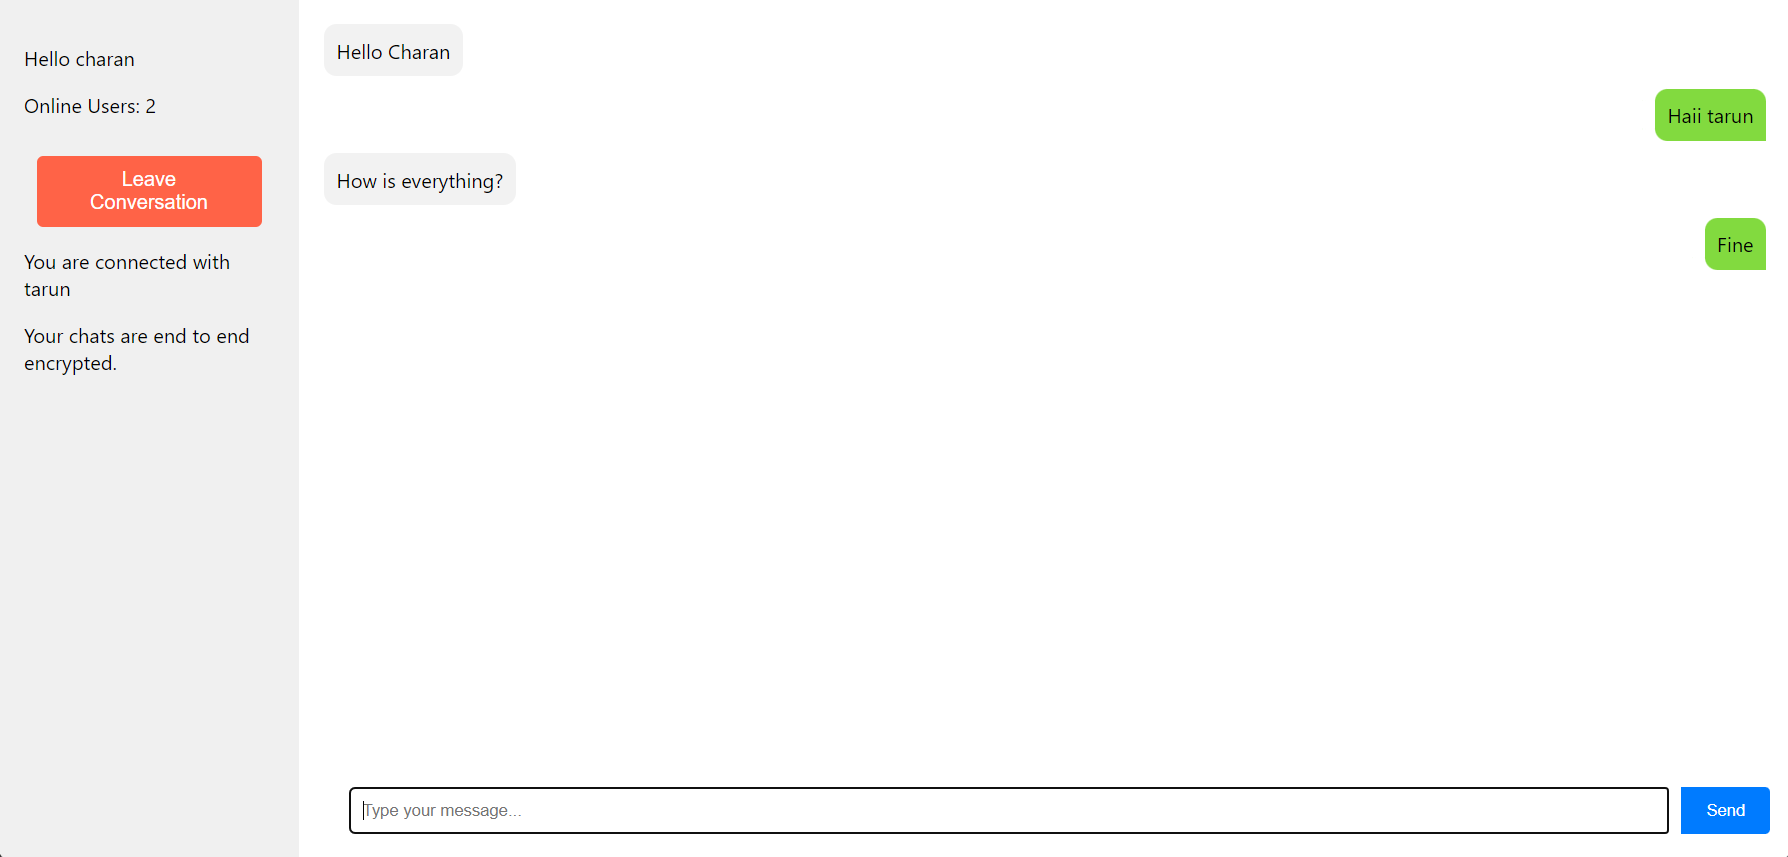 Hello charan
Online Users: 2
Leave
Conversation
You are connected with
tarun
Your chats are end to end
encrypted.
Hello Charan
Haii tarun
How is everything?
Fine
Type your message...
Send